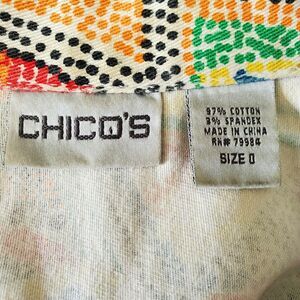 CHICO'S
97% COTTON
3% SPANDEX
MADE IN CHINA
RN# 79984
SIZE 0